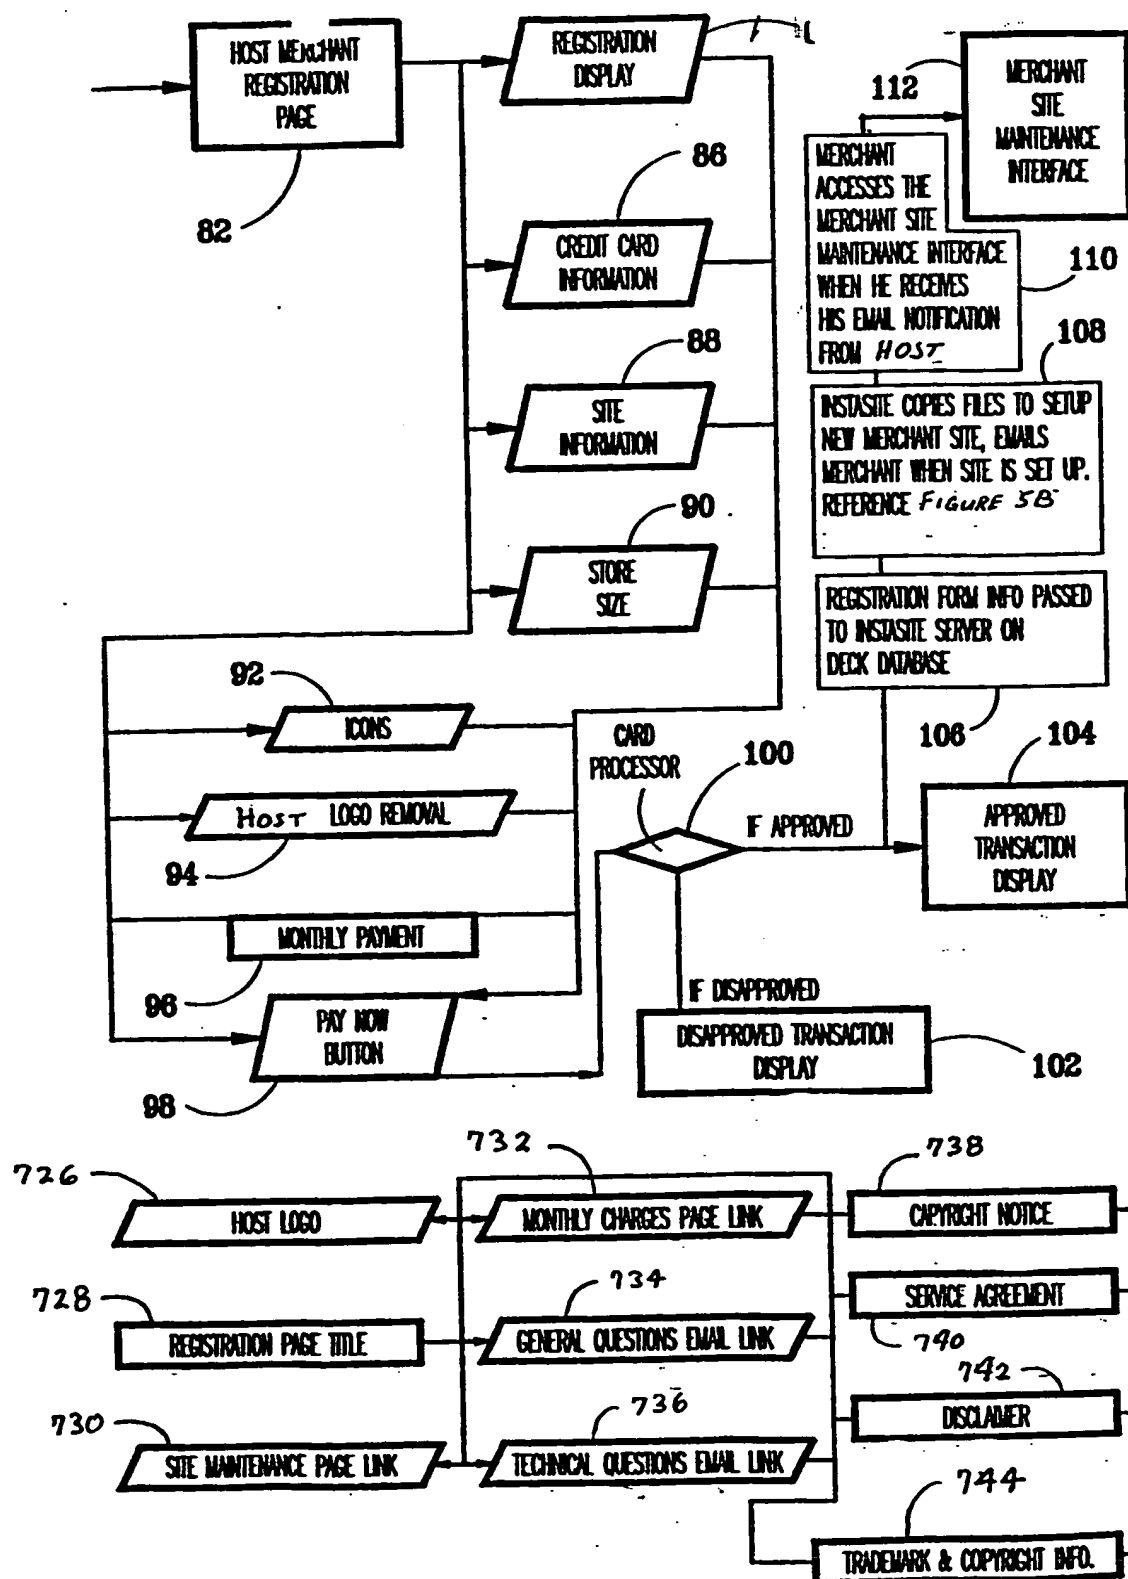 HOST MERCHANT
REGISTRATION
PAGE
82
REGISTRATION
DISPLAY
86
CREDIT CARD
INFORMATION
88
SITE
INFORMATION
90
STORE
SIZE
112
MERCHANT
SITE
MAINTENANCE
INTERFACE
MERCHANT
ACCESSES THE
MERCHANT SITE
MAINTENANCE INTERFACE
WHEN HE RECEIVES
HIS EMAIL NOTIFICATION
FROM HOST
110
108
INSTASITE COPIES FILES TO SETUP
NEW MERCHANT SITE, EMAILS
MERCHANT WHEN SITE IS SET UP.
REFERENCE FIGURE 5B
REGISTRATION FORM INFO PASSED
TO INSTASITE SERVER ON
DECK DATABASE
106
92
ICONS
HOST LOGO REMOVAL
94
MONTHLY PAYMENT
96
PAY NOW
BUTTON
98
CARD
PROCESSOR
100
IF APPROVED
104
APPROVED
TRANSACTION
DISPLAY
IF DISAPPROVED
DISAPPROVED TRANSACTION
DISPLAY
102
726
HOST LOGO
732
MONTHLY CHARGES PAGE LINK
738
CAPYRIGHT NOTICE
728
REGISTRATION PAGE TITLE
734
GENERAL QUESTIONS EMAIL LINK
SERVICE AGREEMENT
740
730
SITE MAINTENANCE PAGE LINK
736
TECHNICAL QUESTIONS EMAIL LINK
742
DISCLAIMER
744
TRADEMARK & COPYRIGHT INFO.